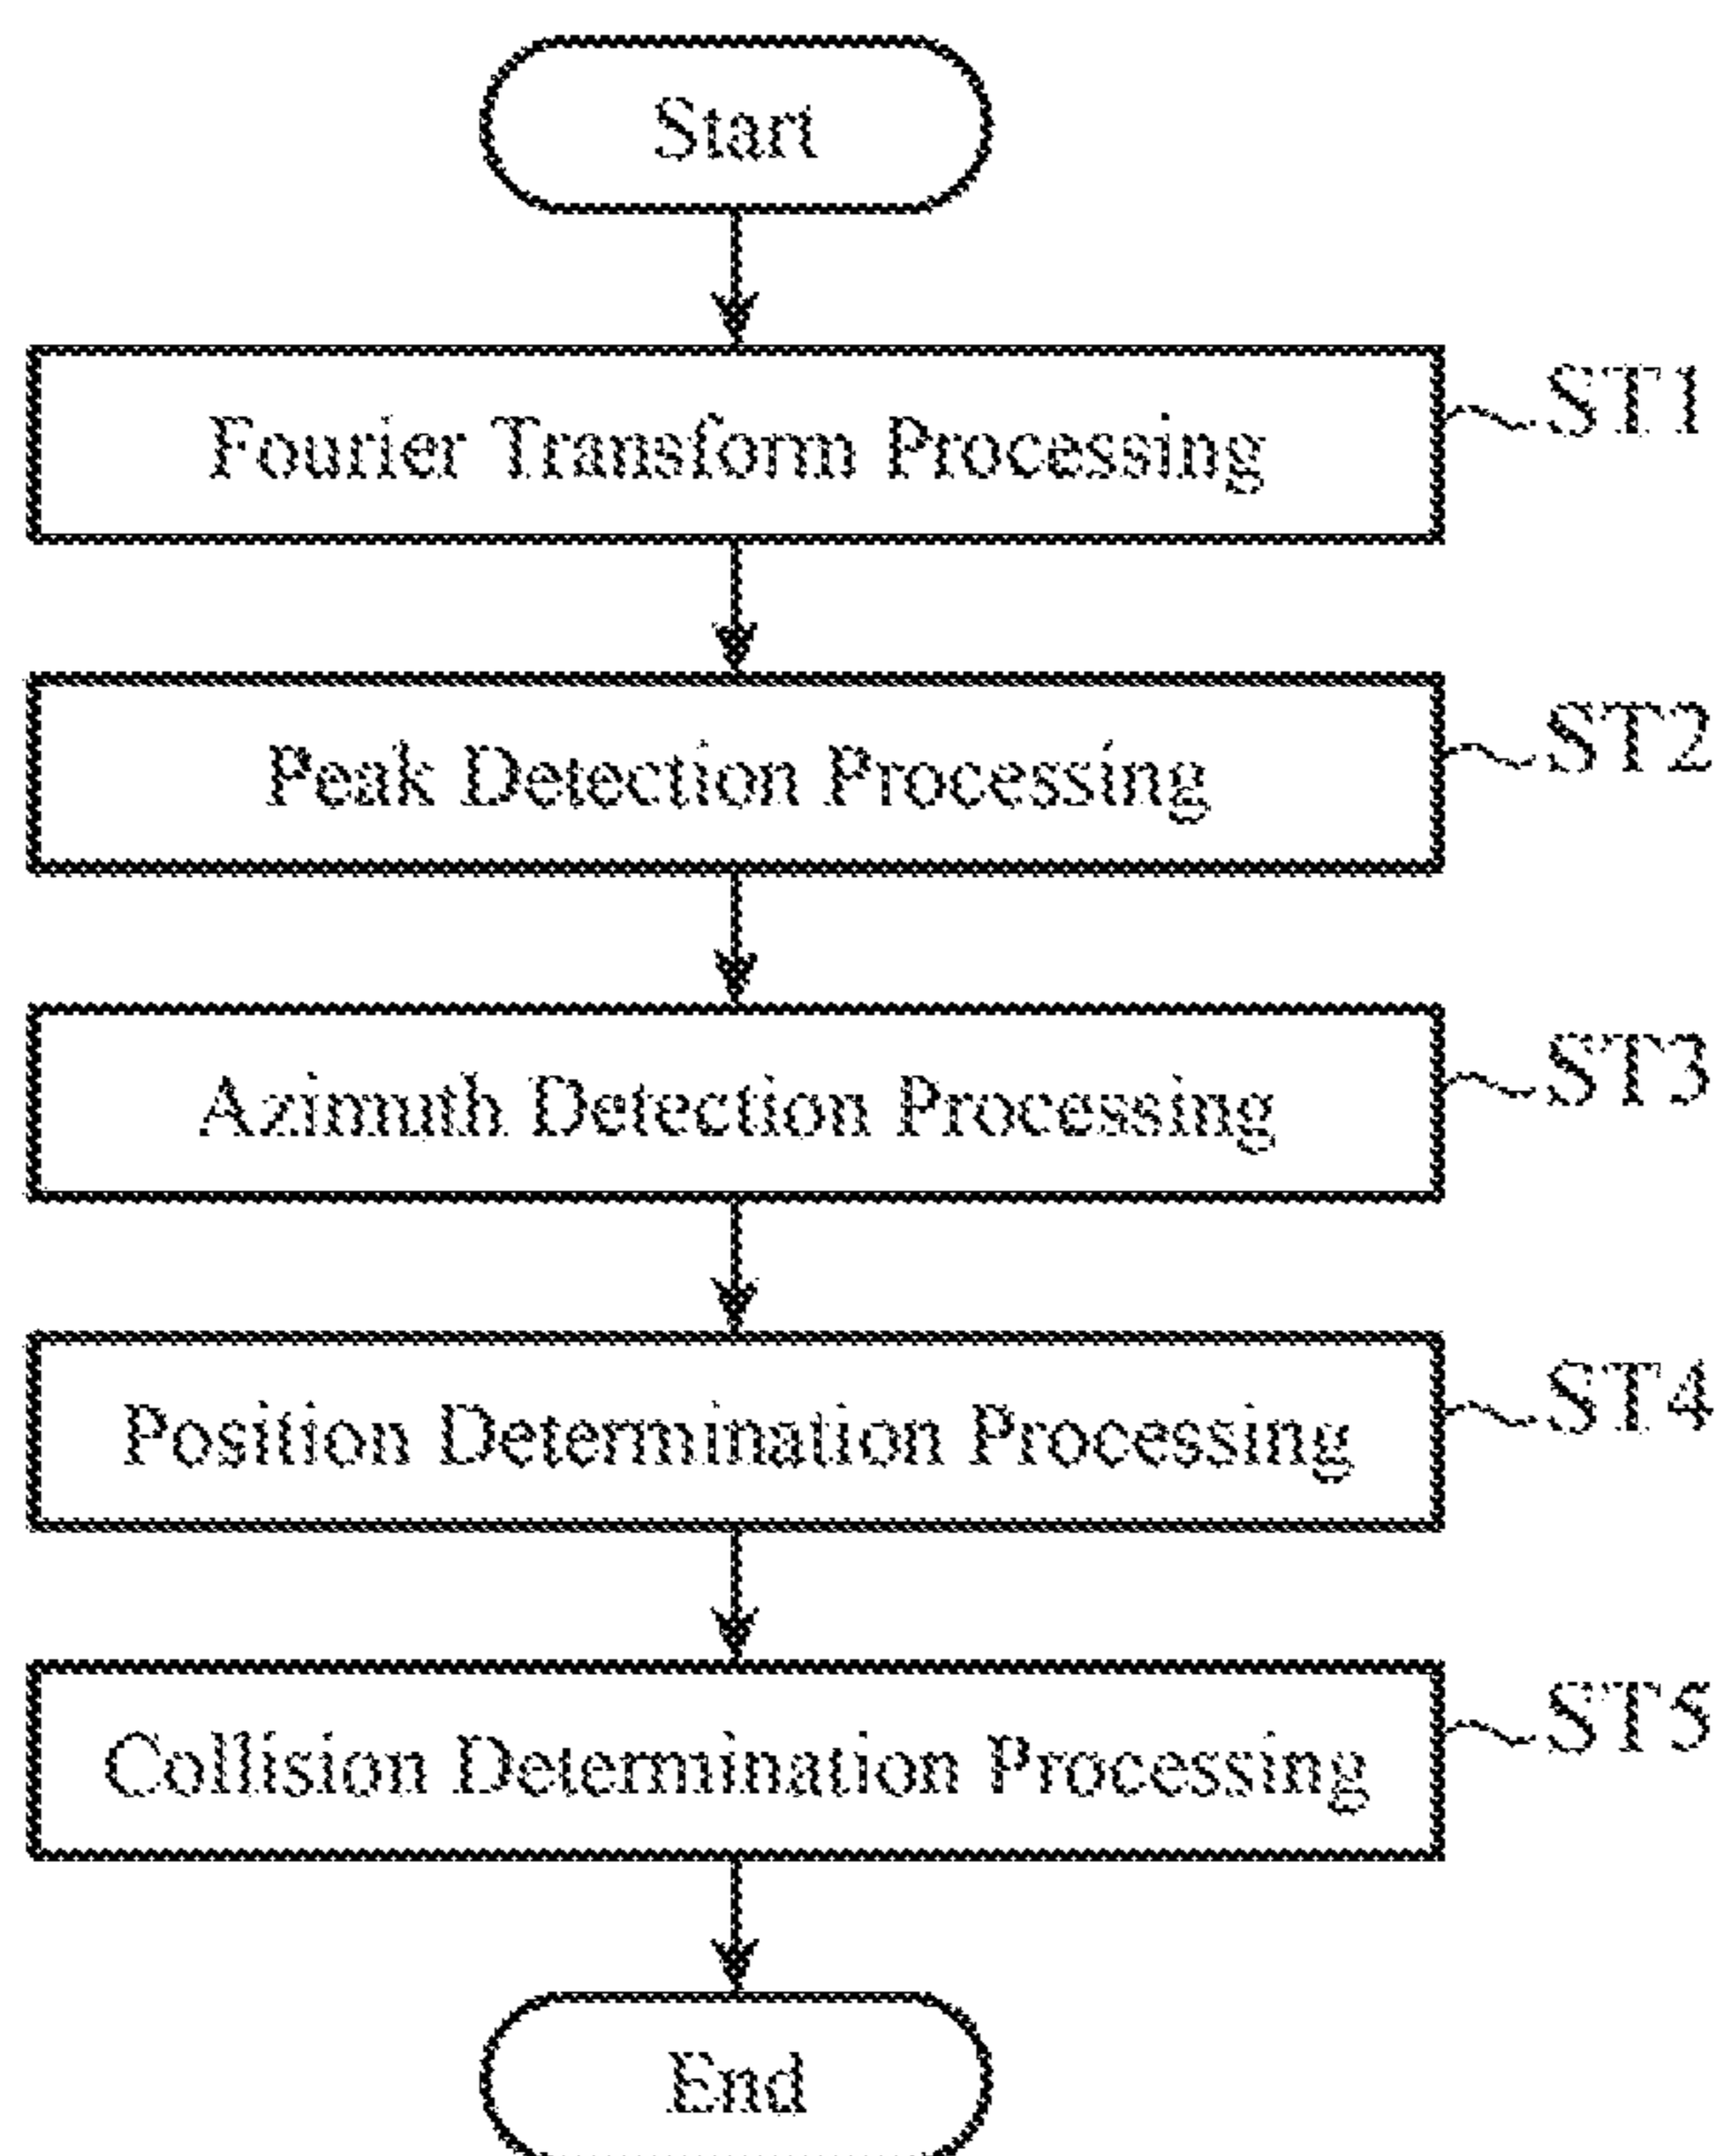 Start
Fourier Transform Processing
ST1
Peak Detection Processing
ST2
Azimuth Detection Processing
ST3
Position Determination Processing
ST4
Collision Determination Processing
ST5
End